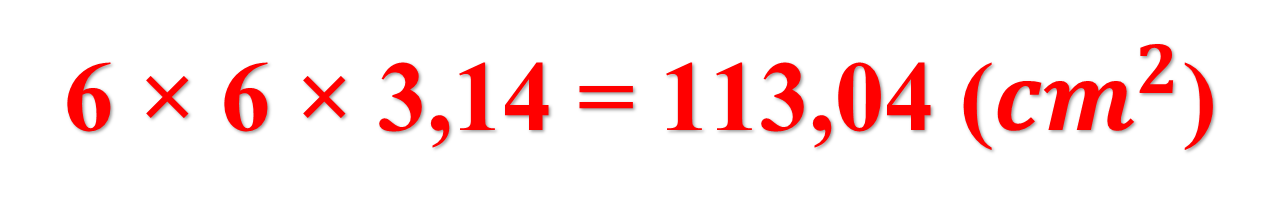 6 × 6 × 3,14 = 113,04 (cm²)